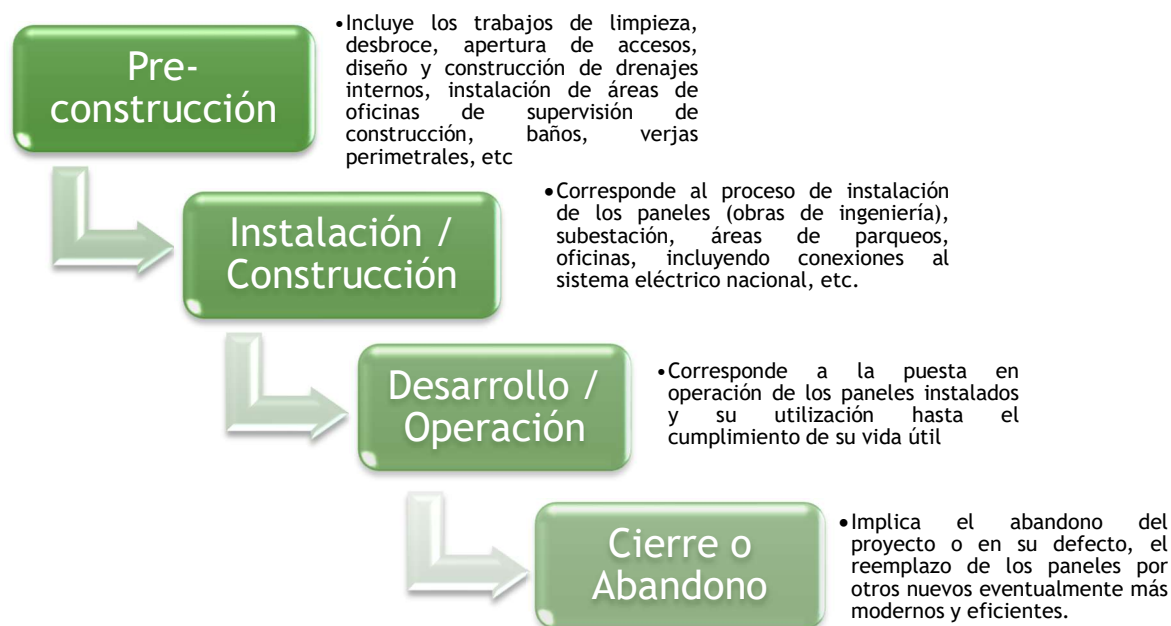 Pre-
construcción
•Incluye los trabajos de limpieza,
desbroce, apertura de accesos,
diseño y construcción de drenajes
internos, instalación de áreas de
oficinas de supervisión de
construcción, baños, verjas
perimetrales, etc
Instalación /
Construcción
•Corresponde al proceso de instalación
de los paneles (obras de ingeniería),
subestación, áreas de parqueos,
oficinas, incluyendo conexiones al
sistema eléctrico nacional, etc.
Desarrollo /
Operación
•Corresponde a la puesta en
operación de los paneles instalados
y su utilización hasta el
cumplimiento de su vida útil
Cierre o
Abandono
•Implica el abandono del
proyecto o en su defecto, el
reemplazo de los paneles por
otros nuevos eventualmente más
modernos y eficientes.